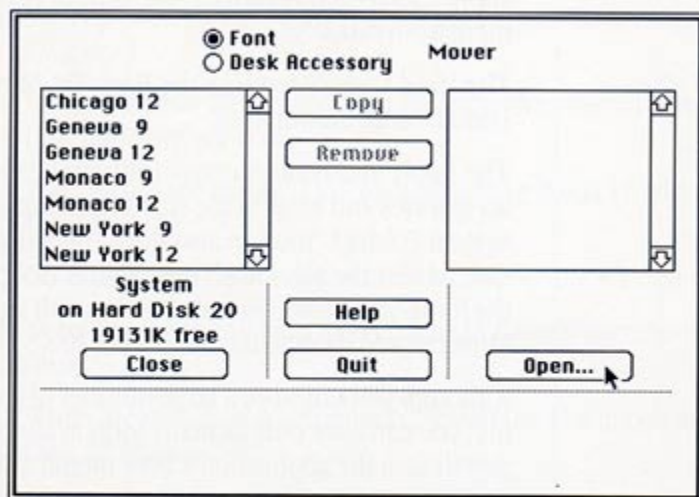 Font
Desk Accessory
Mover
Chicago 12
Geneva 9
Geneva 12
Monaco 9
Monaco 12
New York 9
New York 12
Copy
Remove
System
on Hard Disk 20
19131K free
Close
Help
Quit
Open...